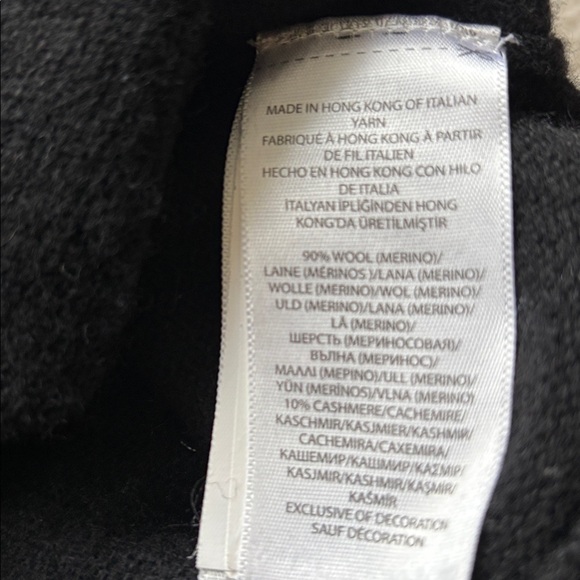 MADE IN HONG KONG OF ITALIAN
YARN
FABRIQUÉ À HONG KONG À PARTIR
DE FIL ITALIEN
HECHO EN HONG KONG CON HILO
DE ITALIA
İTALYAN İPLİĞİNDEN HONG
KONG'DA ÜRETİLMİŞTİR
90% WOOL (MERINO)/
LAINE (MÉRINOS )/LANA (MERINO)/
WOLLE (MERINO)/WOL (MERINO)/
ULD (MERINO)/LANA (MERINO)/
LÃ (MERINO)/
ШЕРСТЬ (МЕРИНОСОВАЯ)/
ВЪЛНА (МЕРИНОС)/
ΜΑΛΛΙ (ΜΕΡΙΝΟ)/ULL (MERINO)/
YÜN (MERİNOS)/VLNA (MERINO)
10% CASHMERE/CACHEMIRE/
KASCHMIR/KASJMIER/KASHMIR/
CACHEMIRA/CAXEMIRA/
КАШЕМИР/КАШМИР/ΚΑΣΜΙΡ/
KASJMIR/KASHMIR/KAŞMİR/
KAŠMÍR
EXCLUSIVE OF DECORATION
SAUF DÉCORATION